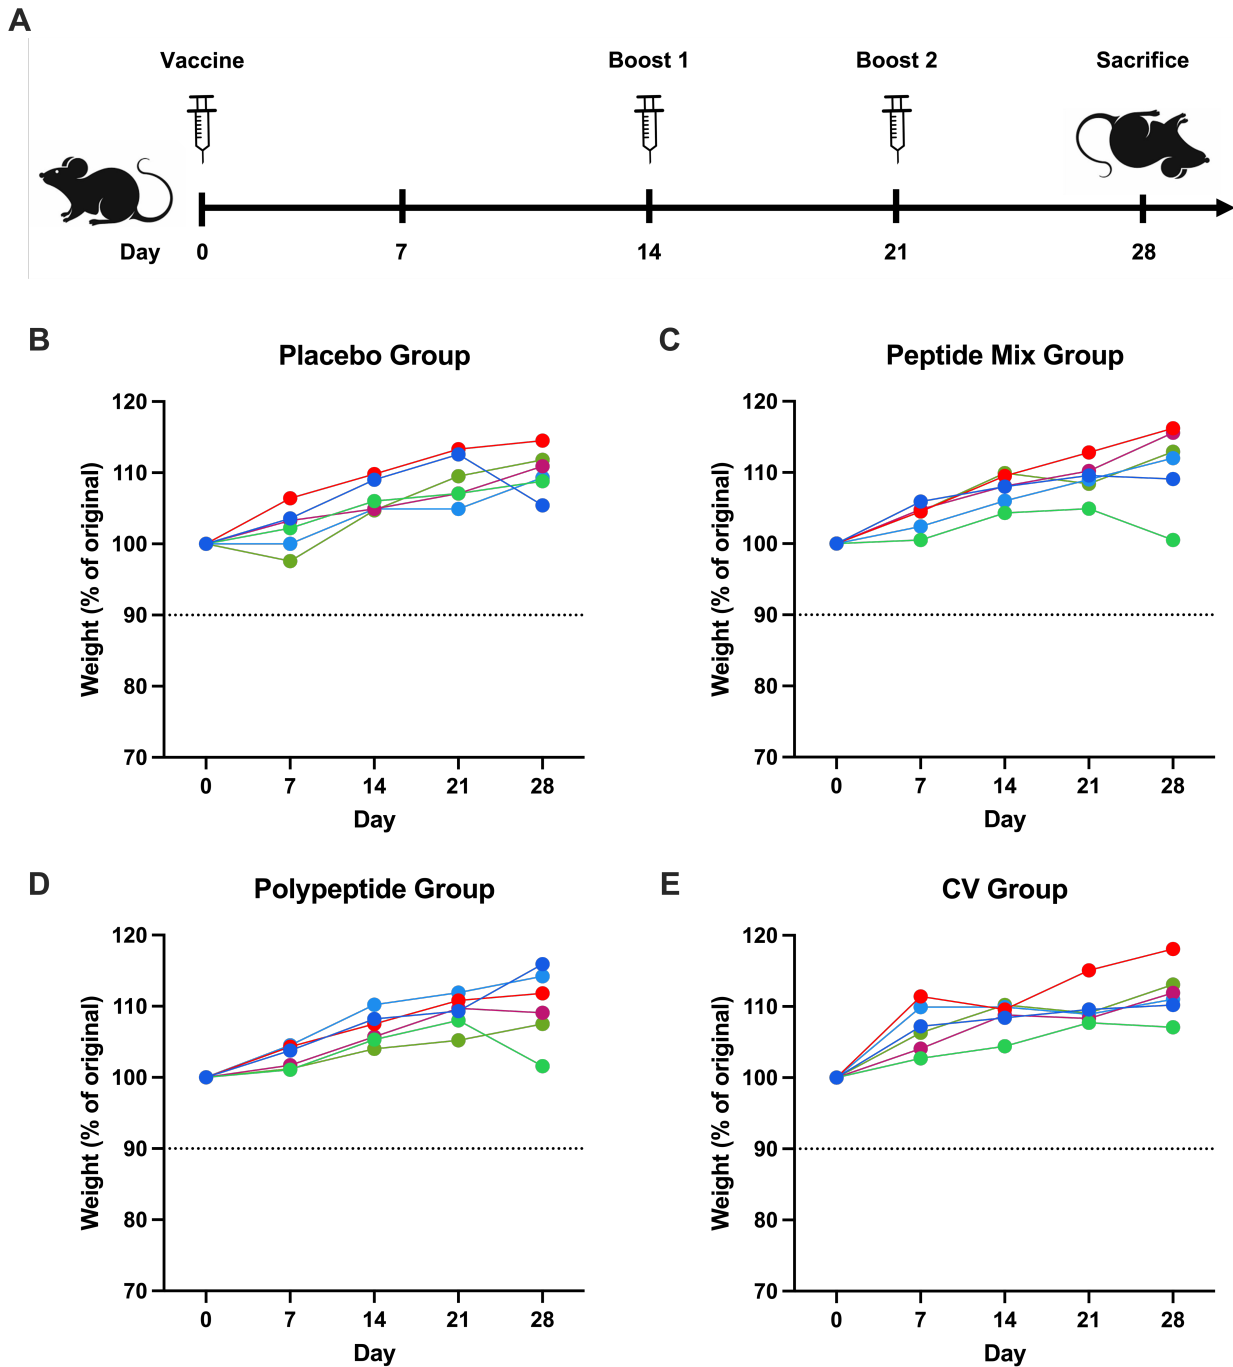 A
Vaccine Boost 1 Boost 2 Sacrifice
Day 0 7 14 21 28
B
Placebo Group
Weight (% of original)
120
110
100
90
80
70
0 7 14 21 28
Day
C
Peptide Mix Group
Weight (% of original)
120
110
100
90
80
70
0 7 14 21 28
Day
D
Polypeptide Group
Weight (% of original)
120
110
100
90
80
70
0 7 14 21 28
Day
E
CV Group
Weight (% of original)
120
110
100
90
80
70
0 7 14 21 28
Day